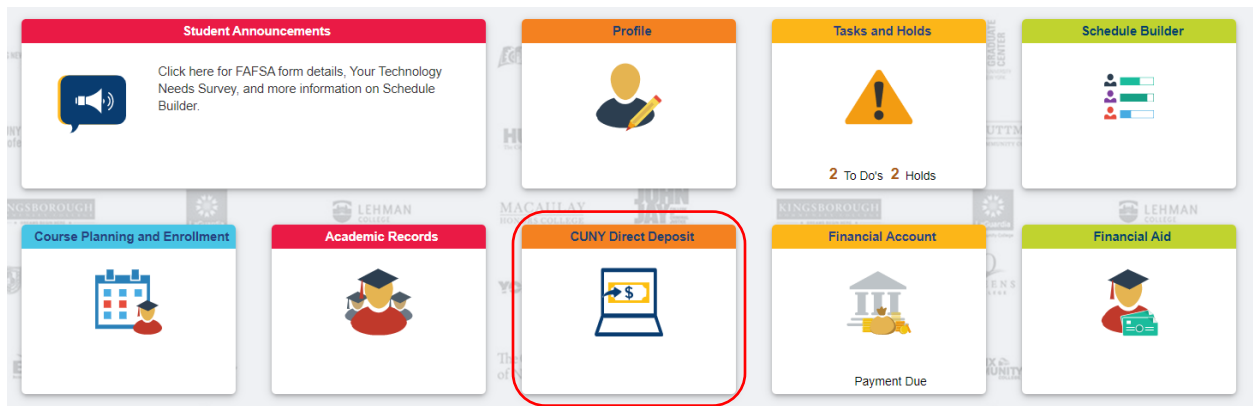 Student Announcements
Profile
Tasks and Holds
Schedule Builder
Click here for FAFSA form details, Your Technology
Needs Survey, and more information on Schedule
Builder.
2 To Do's 2 Holds
KINGSBOROUGH
LEHMAN
COLLEGE
MACAULAY
HONORS COLLEGE
JOHN
JAY
KINGSBOROUGH
LEHMAN
COLLEGE
Course Planning and Enrollment
Academic Records
CUNY Direct Deposit
Financial Account
Financial Aid
$
Payment Due